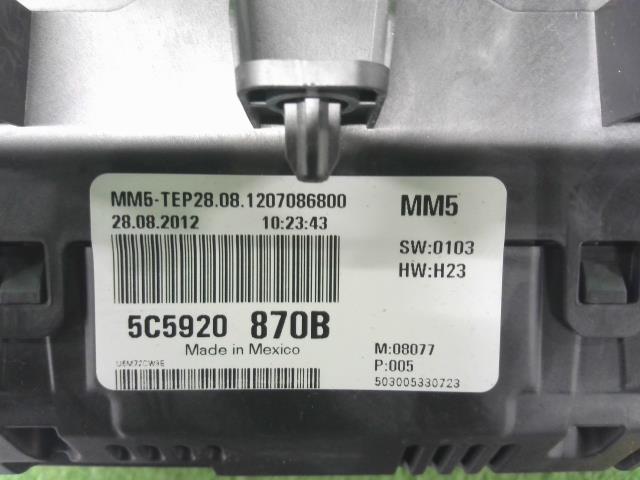 MM5-TEP28.08.1207086800
28.08.2012 10:23:43
MM5
SW:0103
HW:H23
5C5920 870B
Made in Mexico
M:08077
P:005
503005330723